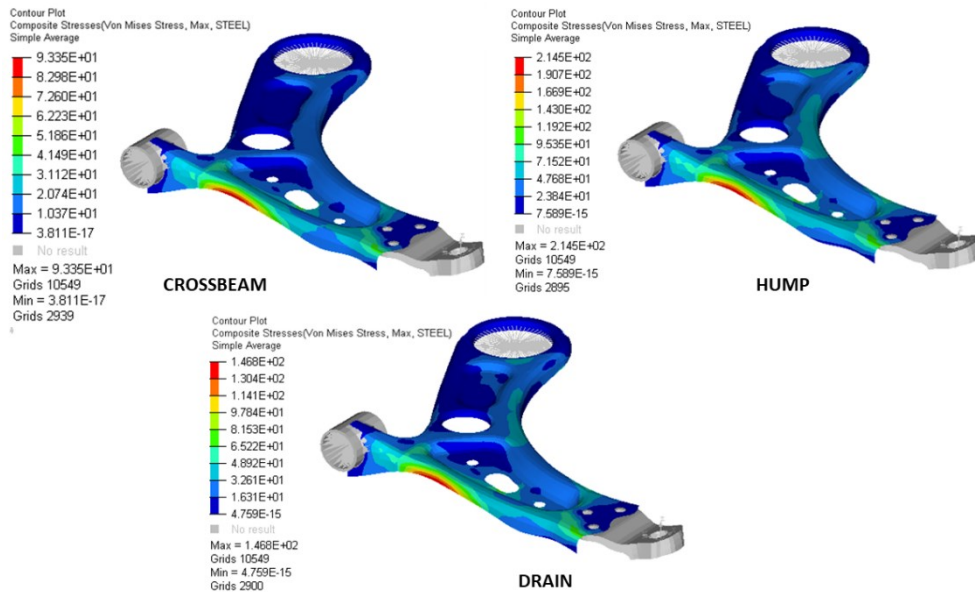 Contour Plot
Composite Stresses(Von Mises Stress, Max, STEEL)
Simple Average
9.335E+01
8.298E+01
7.260E+01
6.223E+01
5.186E+01
4.149E+01
3.112E+01
2.074E+01
1.037E+01
3.811E-17
No result
Max = 9.335E+01
Grids 10549
Min = 3.811E-17
Grids 2939
CROSSBEAM
Contour Plot
Composite Stresses(Von Mises Stress, Max, STEEL)
Simple Average
2.145E+02
1.907E+02
1.669E+02
1.430E+02
1.192E+02
9.535E+01
7.152E+01
4.768E+01
2.384E+01
7.589E-15
No result
Max = 2.145E+02
Grids 10549
Min = 7.589E-15
Grids 2895
HUMP
Contour Plot
Composite Stresses(Von Mises Stress, Max, STEEL)
Simple Average
1.468E+02
1.304E+02
1.141E+02
9.784E+01
8.153E+01
6.522E+01
4.892E+01
3.261E+01
1.631E+01
4.759E-15
No result
Max = 1.468E+02
Grids 10549
Min = 4.759E-15
Grids 2900
DRAIN